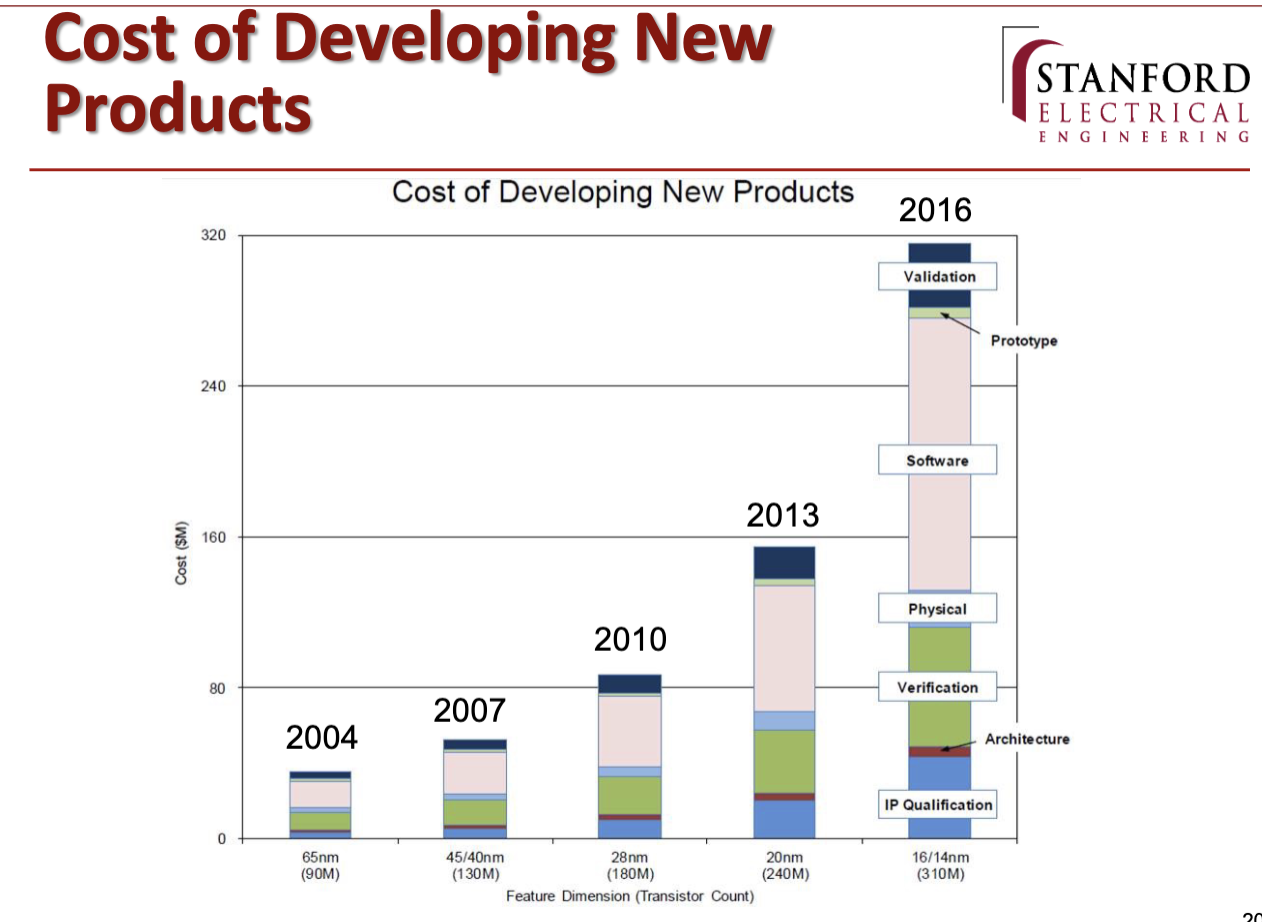 Cost of Developing New
Products
STANFORD
ELECTRICAL
ENGINEERING
Cost of Developing New Products
2016
320
Validation
Prototype
240
Software
2013
160
Cost ($M)
Physical
2010
Verification
80
2007
2004
Architecture
IP Qualification
0
65nm
(90M)
45/40nm
(130M)
28nm
(180M)
20nm
(240M)
16/14nm
(310M)
Feature Dimension (Transistor Count)